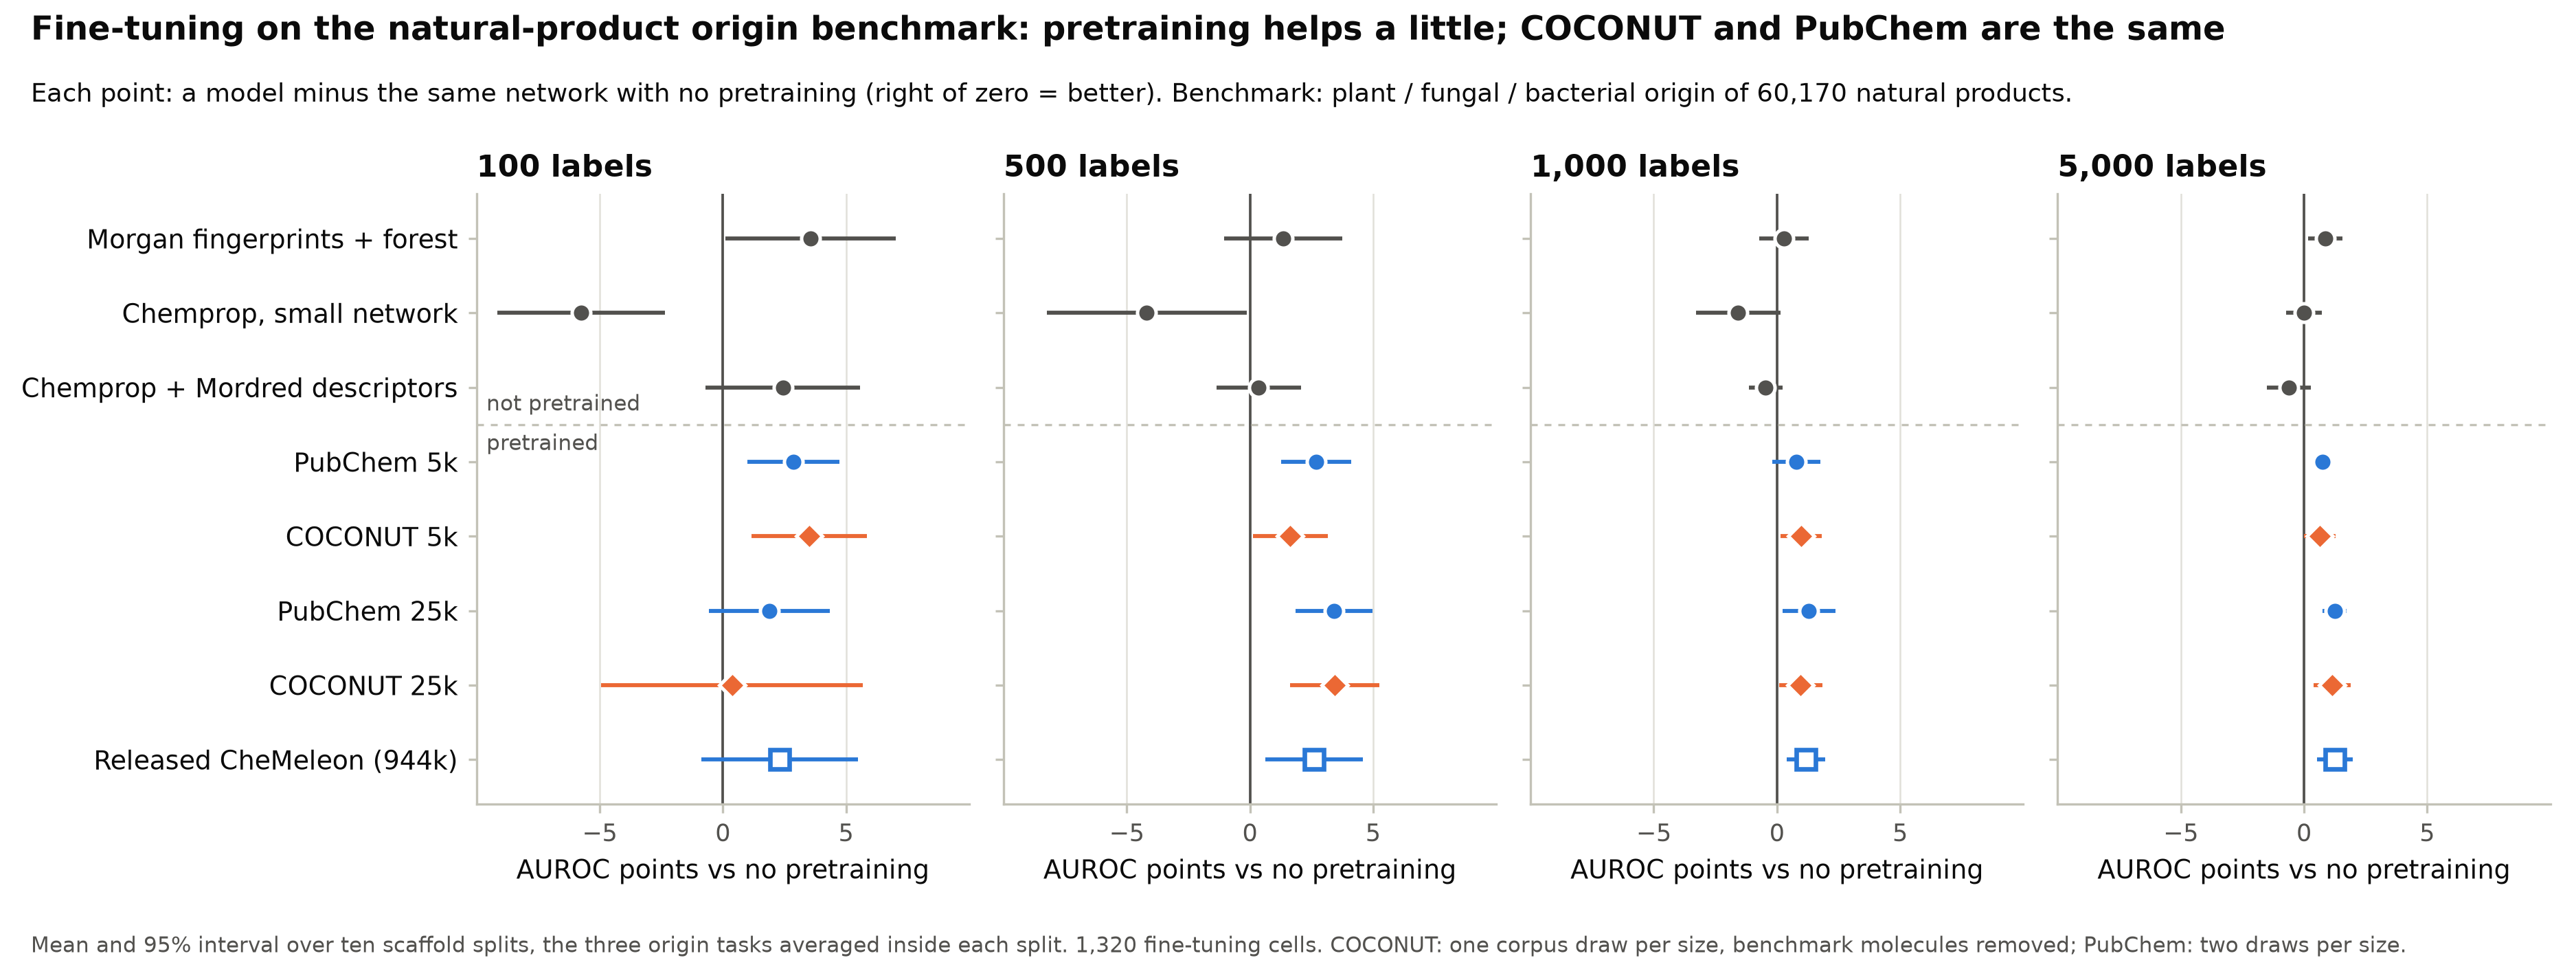 Fine-tuning on the natural-product origin benchmark: pretraining helps a little; COCONUT and PubChem are the same
Each point: a model minus the same network with no pretraining (right of zero = better). Benchmark: plant / fungal / bacterial origin of 60,170 natural products.
100 labels
500 labels
1,000 labels
5,000 labels
Morgan fingerprints + forest
Chemprop, small network
Chemprop + Mordred descriptors
not pretrained
pretrained
PubChem 5k
COCONUT 5k
PubChem 25k
COCONUT 25k
Released CheMeleon (944k)
−5 0 5
−5 0 5
−5 0 5
−5 0 5
AUROC points vs no pretraining
AUROC points vs no pretraining
AUROC points vs no pretraining
AUROC points vs no pretraining
Mean and 95% interval over ten scaffold splits, the three origin tasks averaged inside each split. 1,320 fine-tuning cells. COCONUT: one corpus draw per size, benchmark molecules removed; PubChem: two draws per size.